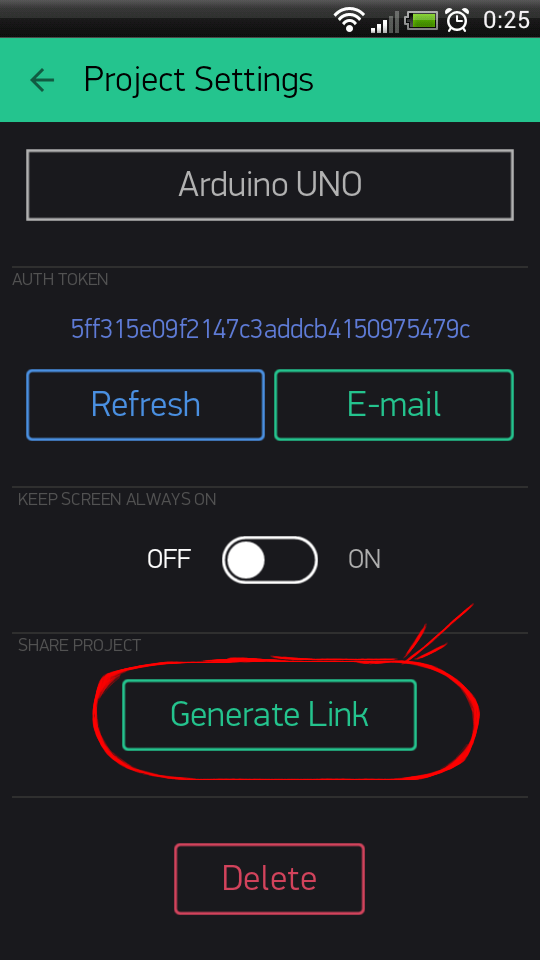 0:25
Project Settings
Arduino UNO
AUTH TOKEN
5ff315e09f2147c3addcb4150975479c
Refresh E-mail
KEEP SCREEN ALWAYS ON
OFF ON
SHARE PROJECT
Generate Link
Delete